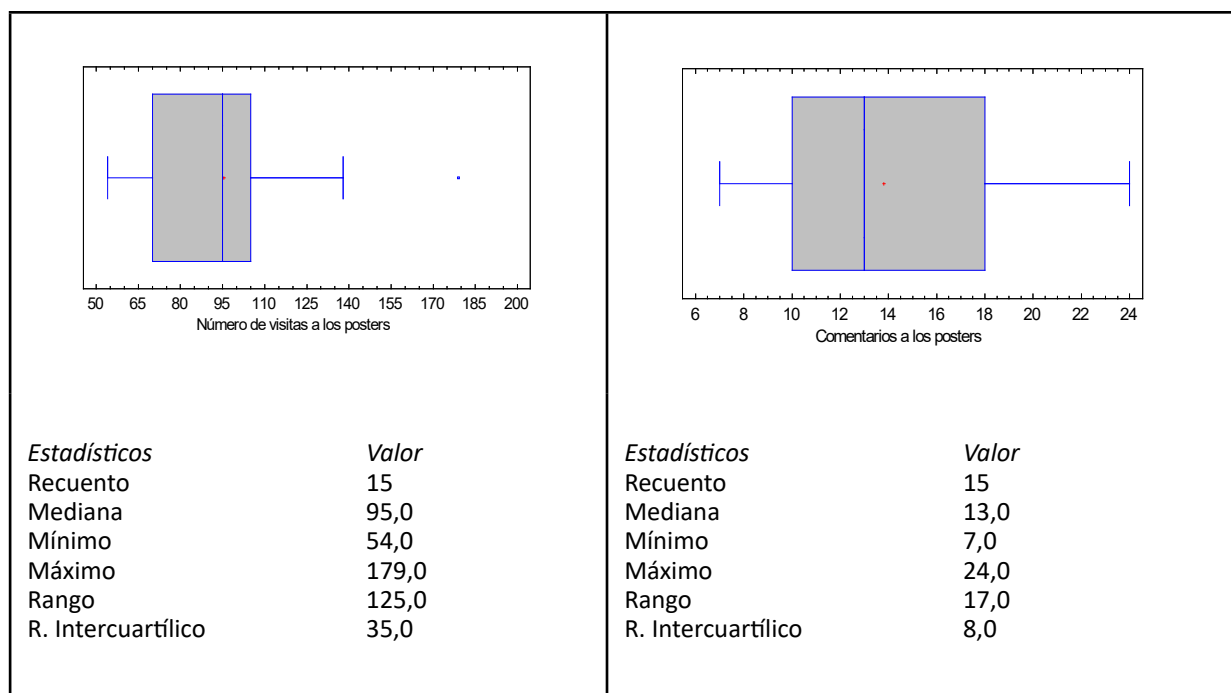 50 65 80 95 110 125 140 155 170 185 200
Número de visitas a los posters
Estadísticos Valor
Recuento 15
Mediana 95,0
Mínimo 54,0
Máximo 179,0
Rango 125,0
R. Intercuartílico 35,0
6 8 10 12 14 16 18 20 22 24
Comentarios a los posters
Estadísticos Valor
Recuento 15
Mediana 13,0
Mínimo 7,0
Máximo 24,0
Rango 17,0
R. Intercuartílico 8,0